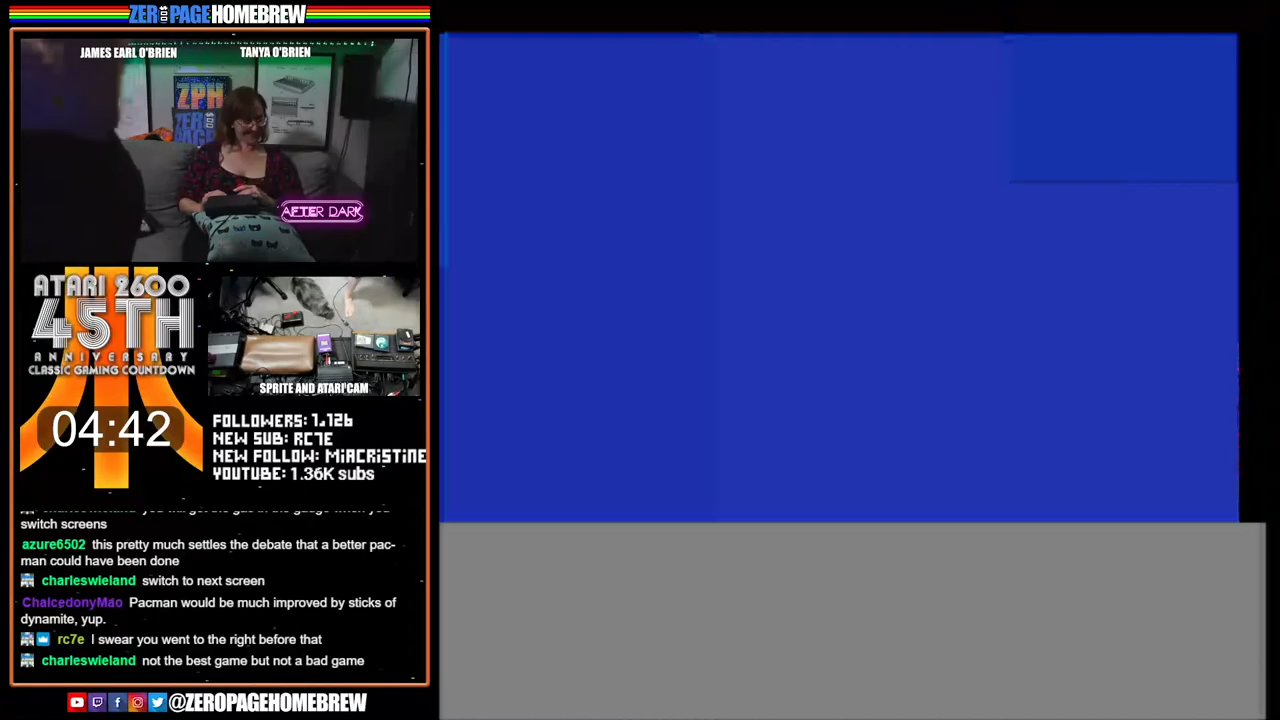 ZEROPAGEHOMEBREW
JAMES EARL O'BRIEN
TANYA O'BRIEN
ZPH
ZERO
PAGE
AFTER DARK
ATARI 2600
45TH
ANNIVERSARY
CLASSIC GAMING COUNTDOWN
04:42
SPRITE AND ATARI CAM
FOLLOWERS: 1.126
NEW SUB: RC7E
NEW FOLLOW: MIACRISTINE
YOUTUBE: 1.36K subs
switch screens
azure6502 this pretty much settles the debate that a better pac-
man could have been done
charleswieland switch to next screen
ChalcedonyMao Pacman would be much improved by sticks of
dynamite, yup.
rc7e I swear you went to the right before that
charleswieland not the best game but not a bad game
@ZEROPAGEHOMEBREW